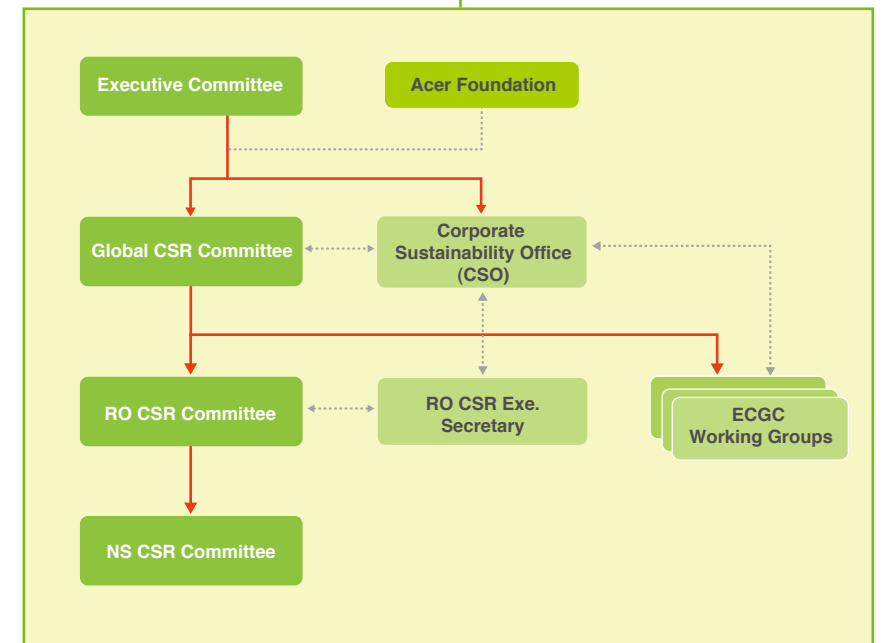 Executive Committee
Acer Foundation
Global CSR Committee
Corporate
Sustainability Office
(CSO)
RO CSR Committee
RO CSR Exe.
Secretary
ECGC
Working Groups
NS CSR Committee